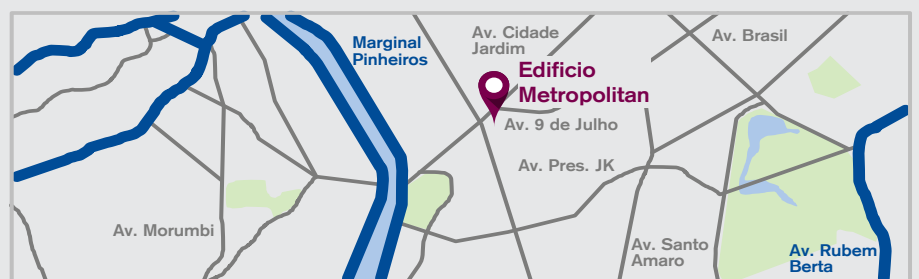 Av. Cidade
Jardim
Av. Brasil
Marginal
Pinheiros
Edificio
Metropolitan
Av. 9 de Julho
Av. Pres. JK
Av. Morumbi
Av. Santo
Amaro
Av. Rubem
Berta